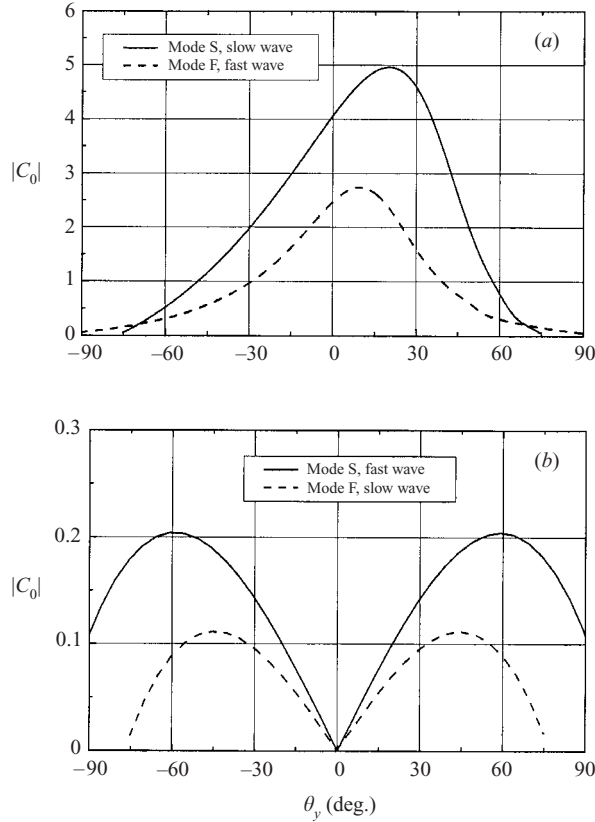 6
5
4
3
2
1
0
|C₀|
Mode S, slow wave
Mode F, fast wave
(a)
–90 –60 –30 0 30 60 90
0.3
0.2
0.1
0
|C₀|
Mode S, fast wave
Mode F, slow wave
(b)
–90 –60 –30 0 30 60 90
θy (deg.)